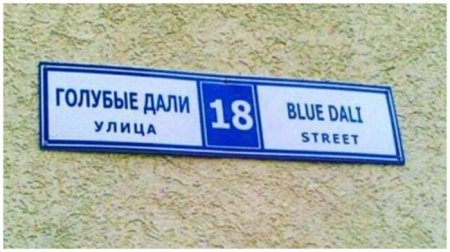 ГОЛУБЫЕ ДАЛИ
УЛИЦА
18
BLUE DALI
STREET